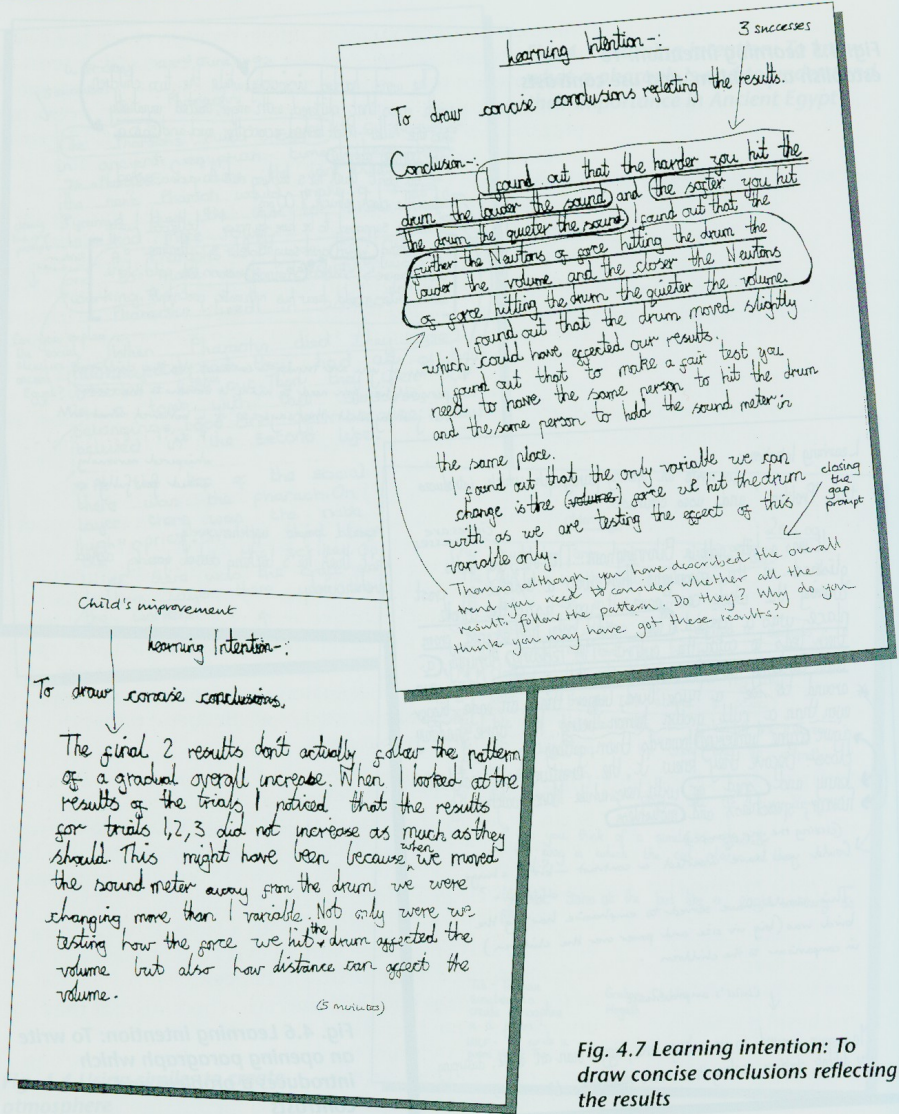 3 successes
Learning Intention-:
To draw concise conclusions reflecting the results.
Conclusion-: I found out that the harder you hit the
drum the louder the sound and the softer you hit
the drum the quieter the sound I found out that the
further the Newtons of force hitting the drum the
louder the volume and the closer the Newtons
of force hitting the drum the quieter the volume.
I found out that the drum moved slightly
which could have effected our results.
I found out that to make a fair test you
need to have the same person to hit the drum
and the same person to hold the sound meter in
the same place.
I found out that the only variable we can
change is the (volume) force we hit the drum
with as we are testing the effect of this
variable only.
closing
the
gap
prompt
Thomas although you have described the overall
trend you need to consider whether all the
results follow the pattern. Do they? Why do you
think you may have got these results?
Child's improvement
Learning Intention-:
To draw concise conclusions.
The final 2 results don't actually follow the pattern
of a gradual overall increase. When I looked at the
results of the trials I noticed that the results
for trials 1,2,3 did not increase as much as they
should. This might have been because when we moved
the sound meter away from the drum we were
changing more than 1 variable. Not only were we
testing how the force we hit the drum affected the
volume but also how distance can affect the
volume.
(5 minutes)
Fig. 4.7 Learning intention: To
draw concise conclusions reflecting
the results